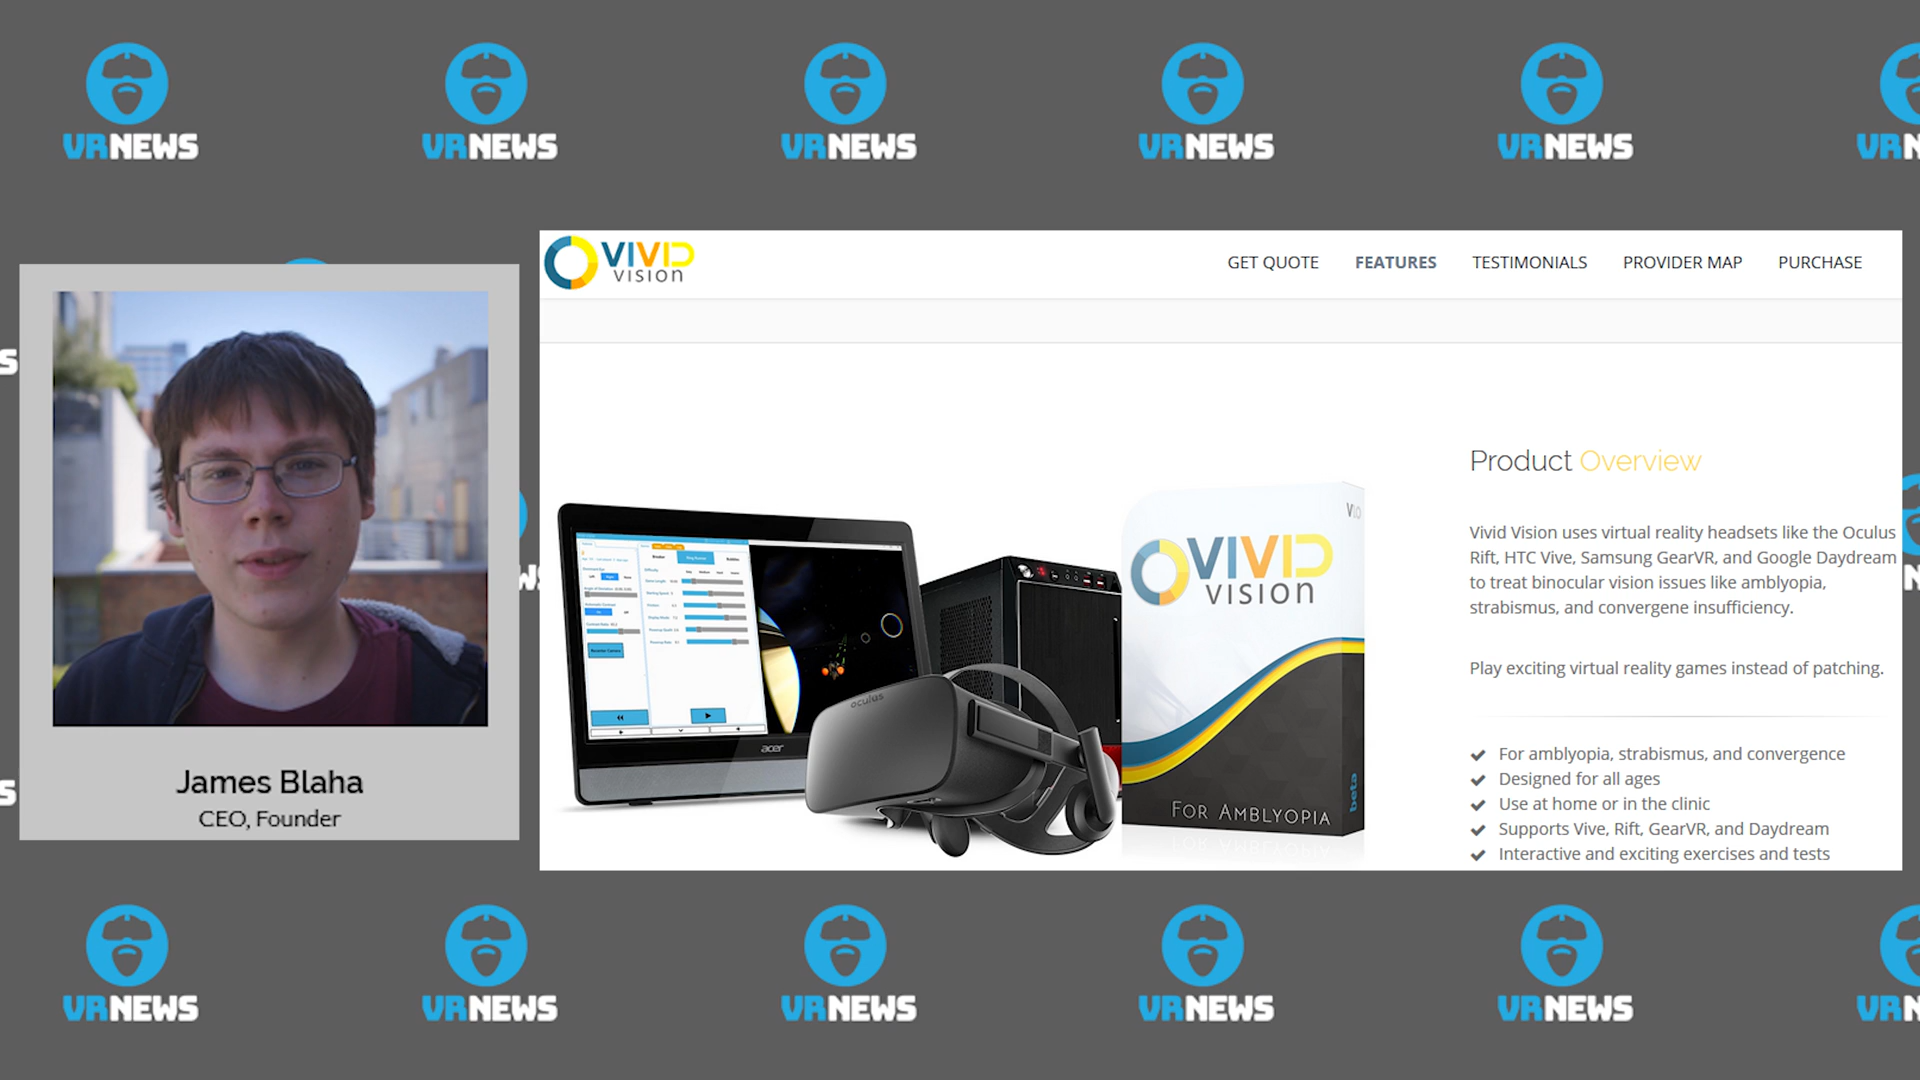 VRNEWS
VRNEWS
VRNEWS
VRNEWS
VRNEWS
VRN
S
S
WS
N
James Blaha
CEO, Founder
VIVID
vision
GET QUOTE
FEATURES
TESTIMONIALS
PROVIDER MAP
PURCHASE
acer
oculus
VIVID
VISION
FOR AMBLYOPIA
beta
Product Overview
Vivid Vision uses virtual reality headsets like the Oculus
Rift, HTC Vive, Samsung GearVR, and Google Daydream
to treat binocular vision issues like amblyopia,
strabismus, and convergene insufficiency.
Play exciting virtual reality games instead of patching.
For amblyopia, strabismus, and convergence
Designed for all ages
Use at home or in the clinic
Supports Vive, Rift, GearVR, and Daydream
Interactive and exciting exercises and tests
VRNEWS
VRNEWS
VRNEWS
VRNEWS
VRNEWS
VRN